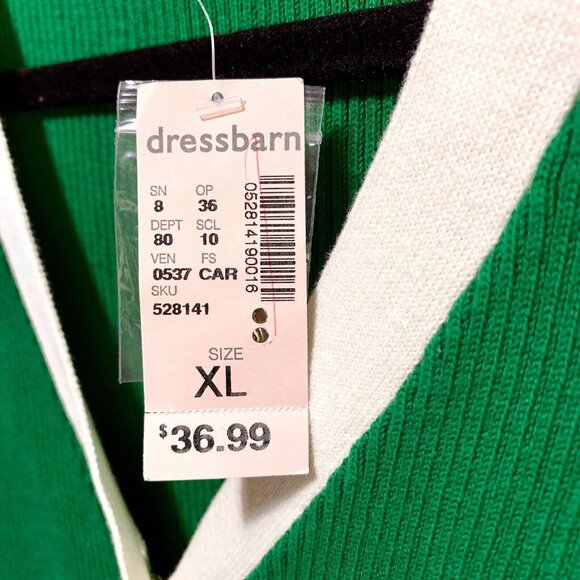 dressbarn
SN OP
8 36
DEPT SCL
80 10
VEN FS
0537 CAR
SKU
528141
052814190016
SIZE
XL
$36.99